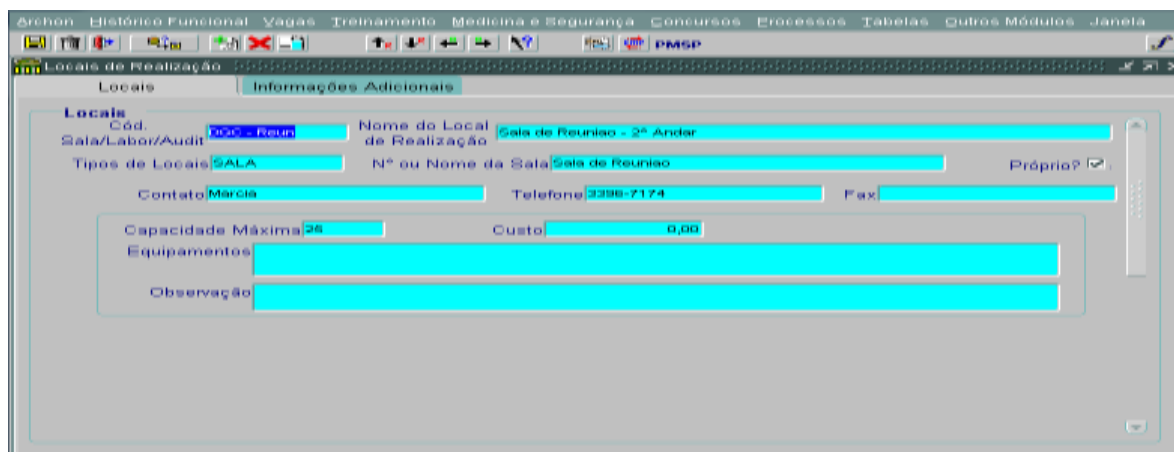 Archon Histórico Funcional Vagas Treinamento Medicina e Segurança Concursos Processos Tabelas Outros Módulos Janela
PMSP
Locais de Realização
Locais Informações Adicionais
Locais
Cód. Sala/Labor/Audit DGC - Reun Nome do Local de Realização Sala de Reuniao - 2º Andar
Tipos de Locais SALA Nº ou Nome da Sala Sala de Reuniao Próprio?
Contato Marcia Telefone 3396-7174 Fax
Capacidade Máxima Custo 0,00
Equipamentos
Observação